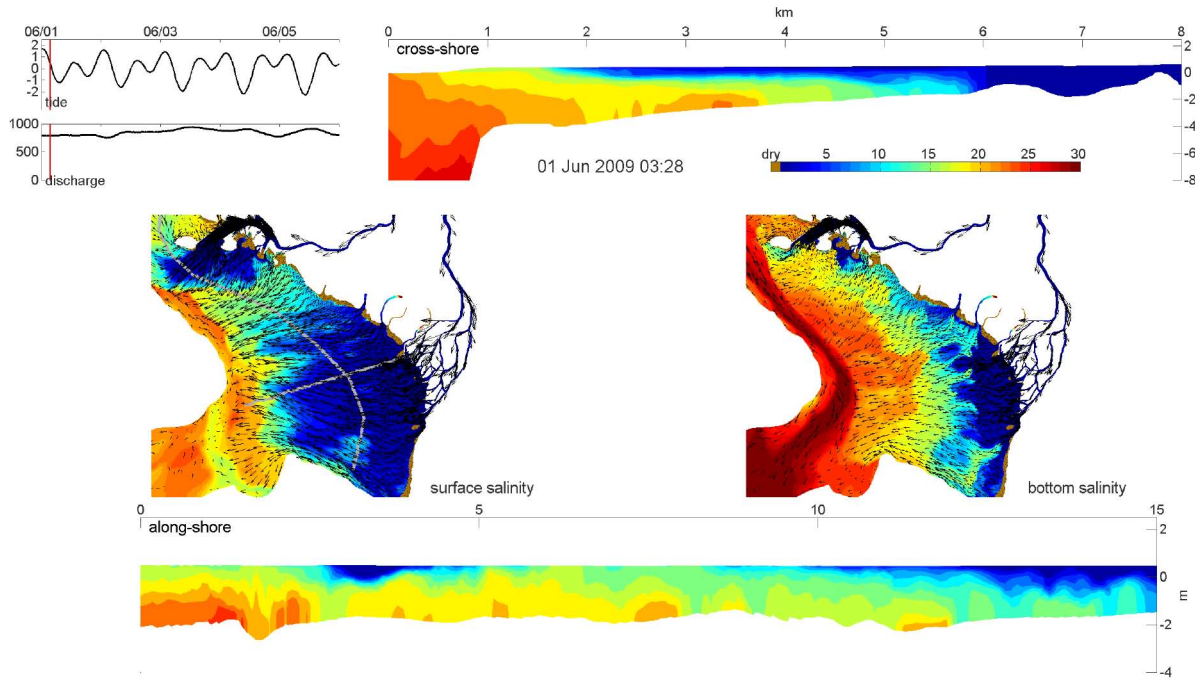 km
06/01 06/03 06/05
0 1 2 3 4 5 6 7 8
2
1
0
-1
-2
tide
cross-shore
0
-2
-4
-6
-8
1000
500
0
discharge
01 Jun 2009 03:28
dry 5 10 15 20 25 30
surface salinity
bottom salinity
0 5 10 15
along-shore
2
0
-2
-4
m